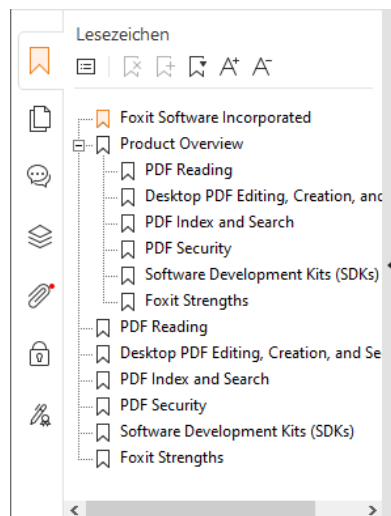 Lesezeichen
Foxit Software Incorporated
Product Overview
PDF Reading
Desktop PDF Editing, Creation, and
PDF Index and Search
PDF Security
Software Development Kits (SDKs)
Foxit Strengths
PDF Reading
Desktop PDF Editing, Creation, and Se
PDF Index and Search
PDF Security
Software Development Kits (SDKs)
Foxit Strengths